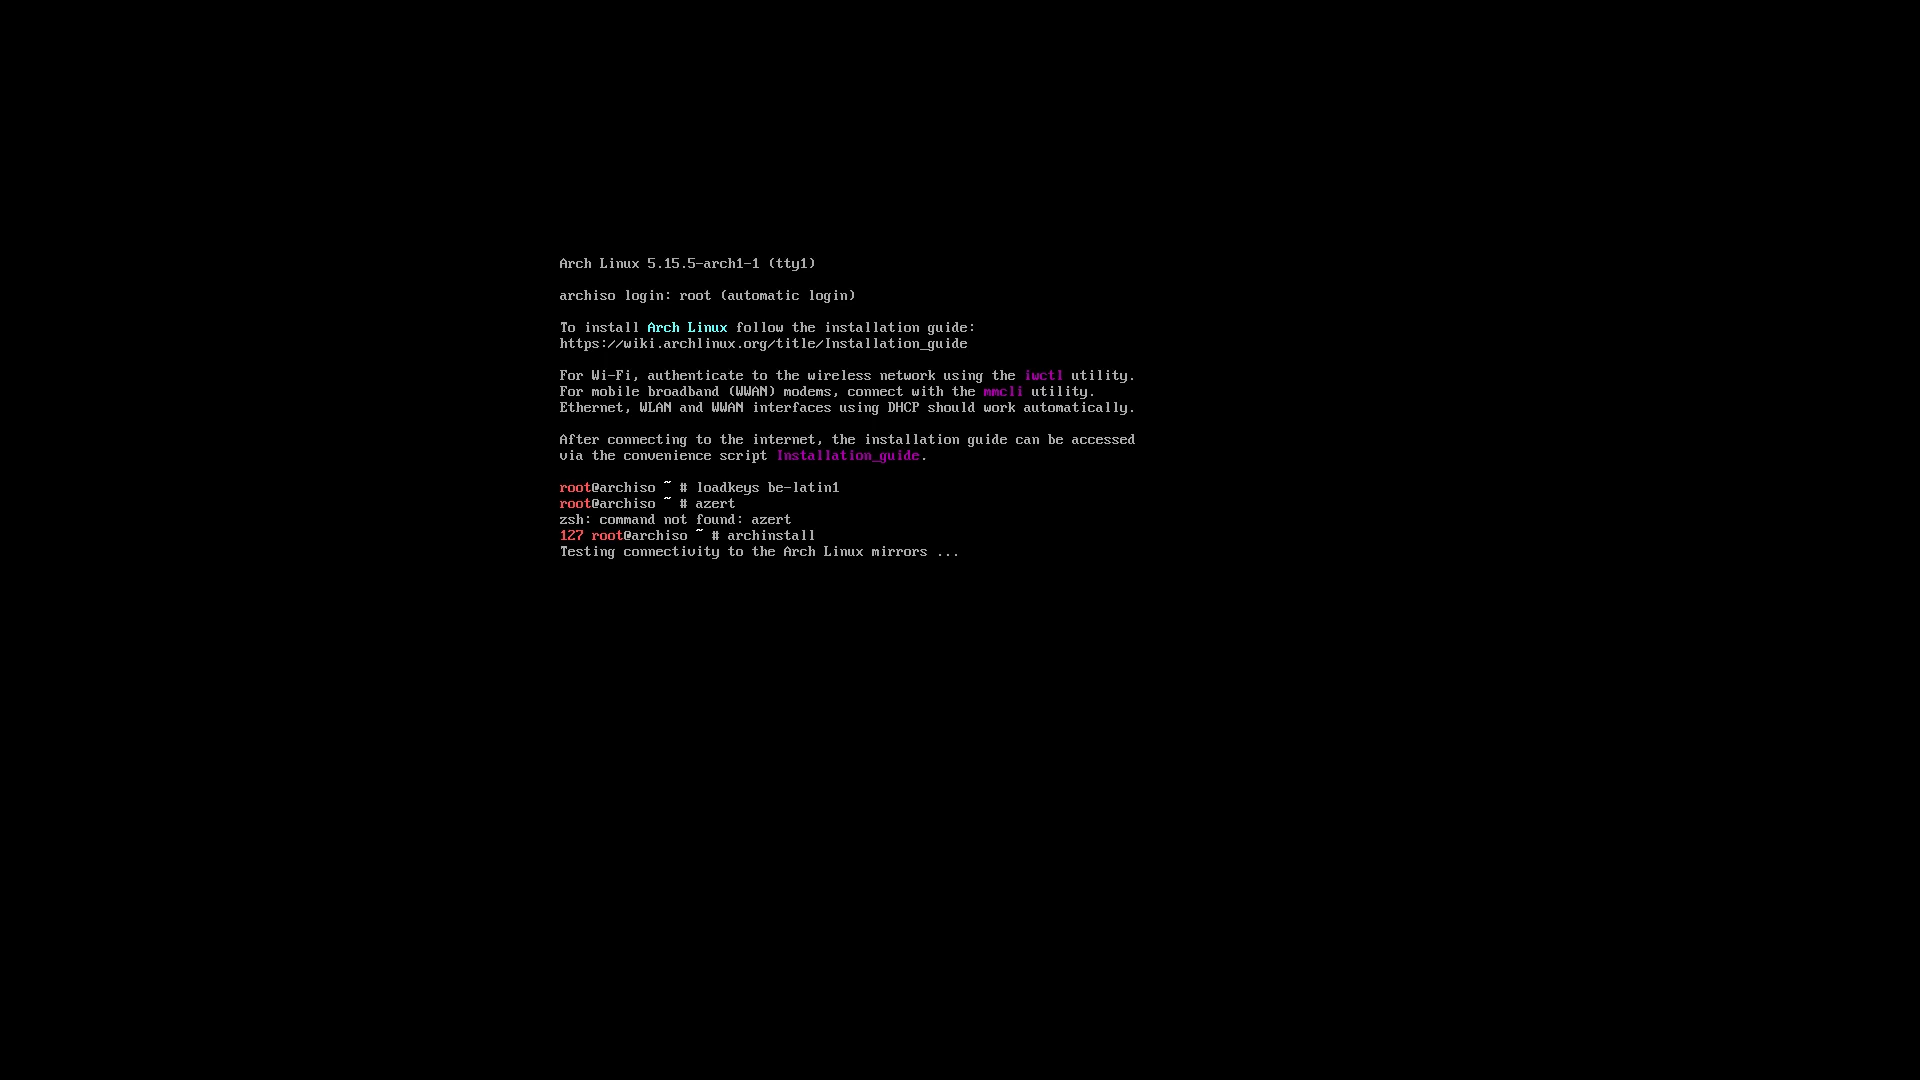 Arch Linux 5.15.5-arch1-1 (tty1)
archiso login: root (automatic login)
To install Arch Linux follow the installation guide:
https://wiki.archlinux.org/title/Installation_guide
For Wi-Fi, authenticate to the wireless network using the iwctl utility.
For mobile broadband (WWAN) modems, connect with the mmcli utility.
Ethernet, WLAN and WWAN interfaces using DHCP should work automatically.
After connecting to the internet, the installation guide can be accessed
via the convenience script Installation_guide.
root@archiso ~ # loadkeys be-latin1
root@archiso ~ # azert
zsh: command not found: azert
127 root@archiso ~ # archinstall
Testing connectivity to the Arch Linux mirrors ...